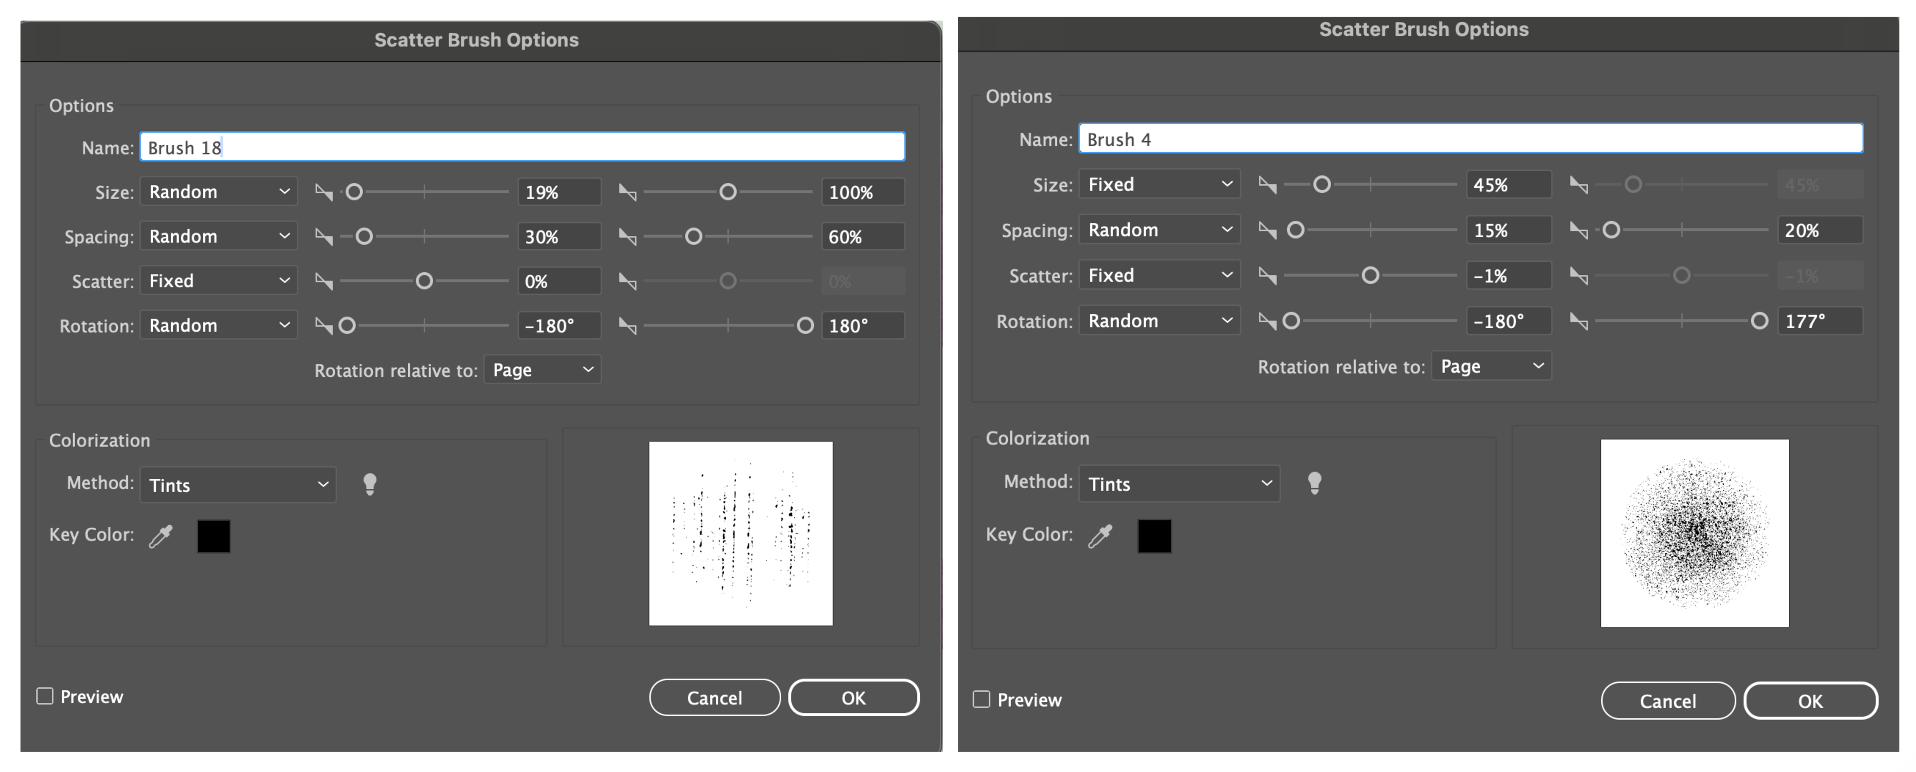 Scatter Brush Options
Options
Name: Brush 18
Size: Random 19% 100%
Spacing: Random 30% 60%
Scatter: Fixed 0% 0%
Rotation: Random -180° 180°
Rotation relative to: Page
Colorization
Method: Tints
Key Color:
Preview
Cancel OK
Scatter Brush Options
Options
Name: Brush 4
Size: Fixed 45% 45%
Spacing: Random 15% 20%
Scatter: Fixed -1% -1%
Rotation: Random -180° 177°
Rotation relative to: Page
Colorization
Method: Tints
Key Color:
Preview
Cancel OK